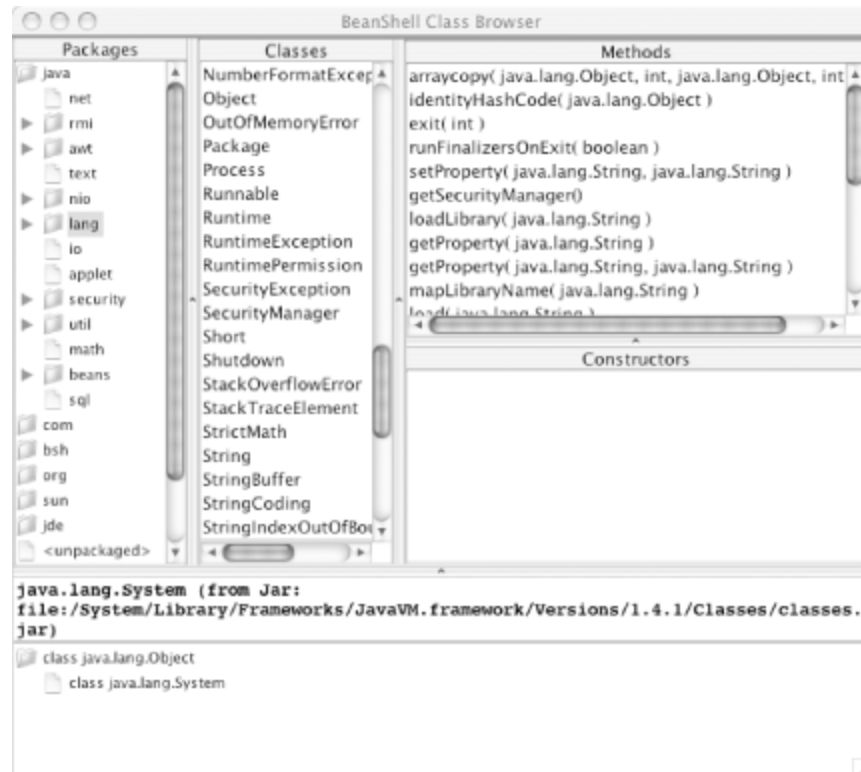 BeanShell Class Browser
Packages
java
net
rmi
awt
text
nio
lang
io
applet
security
util
math
beans
sql
com
bsh
org
sun
jde
<unpackaged>
Classes
NumberFormatExcep
Object
OutOfMemoryError
Package
Process
Runnable
Runtime
RuntimeException
RuntimePermission
SecurityException
SecurityManager
Short
Shutdown
StackOverflowError
StackTraceElement
StrictMath
String
StringBuffer
StringCoding
StringIndexOutOfBou
Methods
arraycopy( java.lang.Object, int, java.lang.Object, int
identityHashCode( java.lang.Object )
exit( int )
runFinalizersOnExit( boolean )
setProperty( java.lang.String, java.lang.String )
getSecurityManager()
loadLibrary( java.lang.String )
getProperty( java.lang.String )
getProperty( java.lang.String, java.lang.String )
mapLibraryName( java.lang.String )
load( java.lang.String )
Constructors
java.lang.System (from Jar:
file:/System/Library/Frameworks/JavaVM.framework/Versions/1.4.1/Classes/classes.
jar)
class java.lang.Object
class java.lang.System